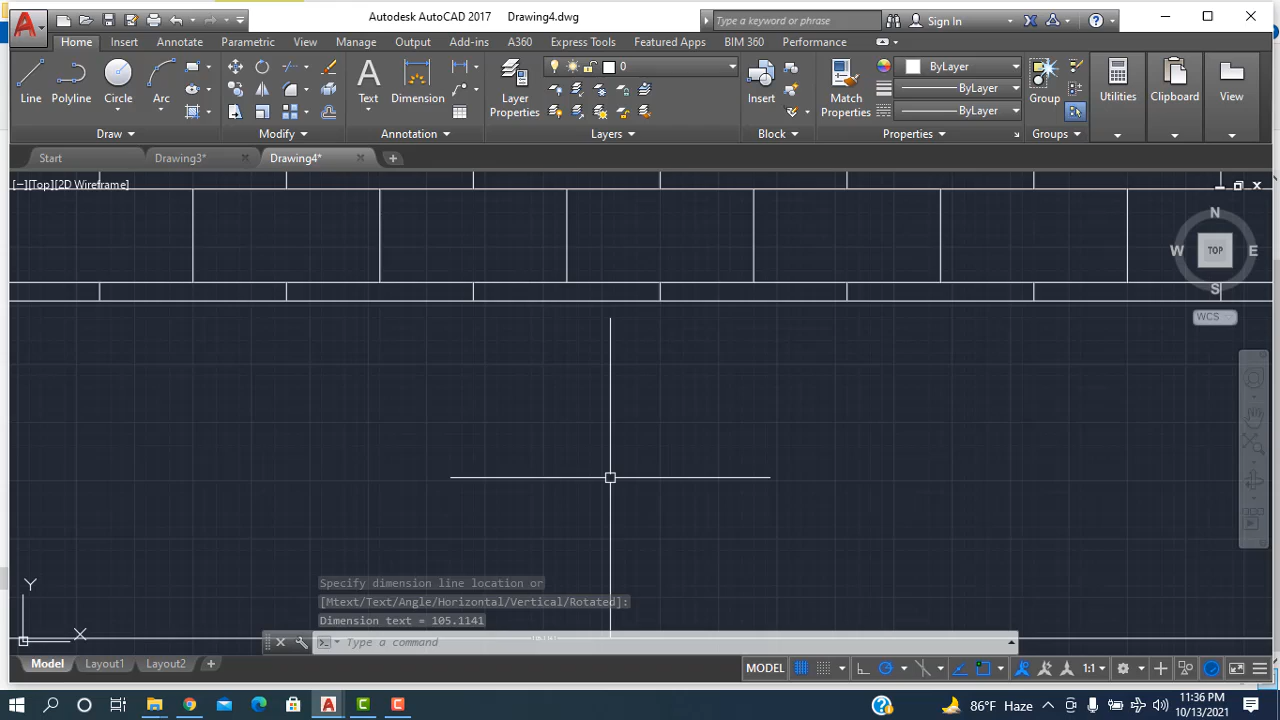 Autodesk AutoCAD 2017 Drawing4.dwg
Type a keyword or phrase
Sign In
Home Insert Annotate Parametric View Manage Output Add-ins A360 Express Tools Featured Apps BIM 360 Performance
0
ByLayer
ByLayer
ByLayer
Line Polyline Circle Arc
Text Dimension
Layer Properties
Insert
Match Properties
Group
Utilities
Clipboard
View
Draw Modify Annotation Layers Block Properties Groups
Start Drawing3* Drawing4*
[−][Top][2D Wireframe]
N
W TOP E
S
WCS
Specify dimension line location or
[Mtext/Text/Angle/Horizontal/Vertical/Rotated]:
Dimension text = 105.1141
Y
X
Type a command
Model Layout1 Layout2
MODEL
1:1
86°F Haze
11:36 PM
10/13/2021